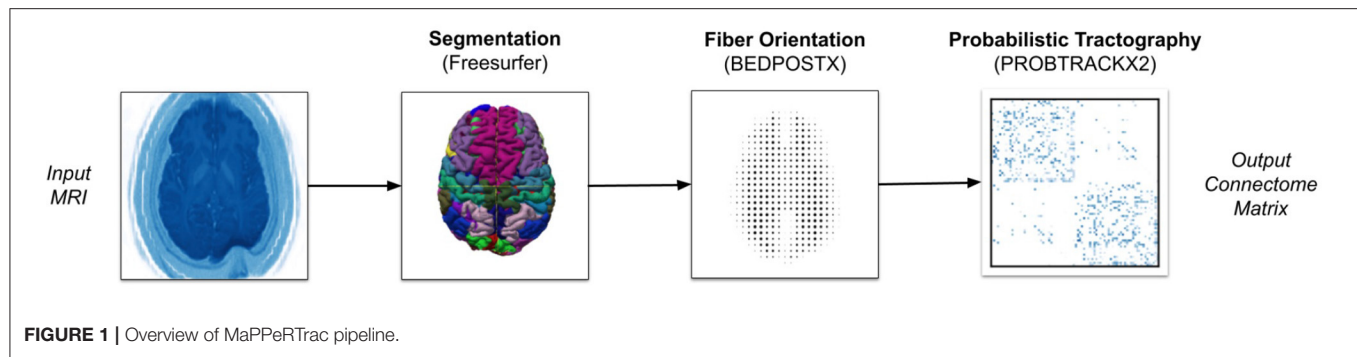 Segmentation
(Freesurfer)
Fiber Orientation
(BEDPOSTX)
Probabilistic Tractography
(PROBTRACKX2)
Input
MRI
Output
Connectome
Matrix
FIGURE 1 | Overview of MaPPeRTrac pipeline.